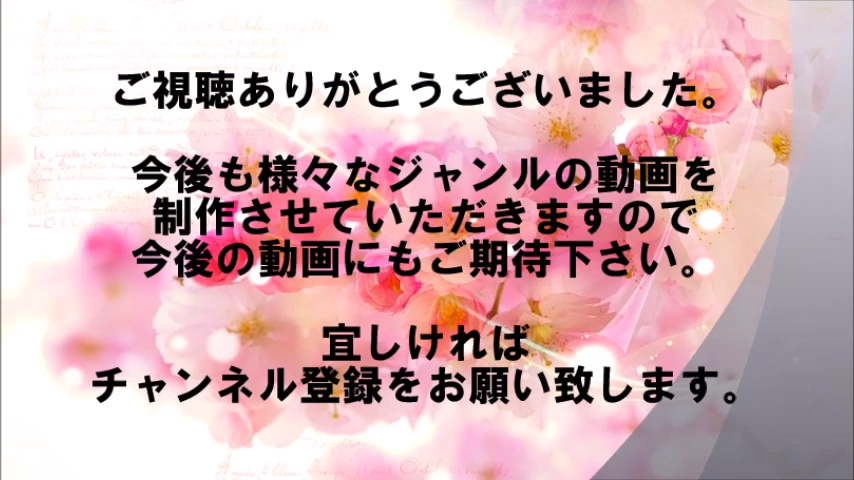 ご視聴ありがとうございました。
今後も様々なジャンルの動画を
制作させていただきますので
今後の動画にもご期待下さい。
宜しければ
チャンネル登録をお願い致します。